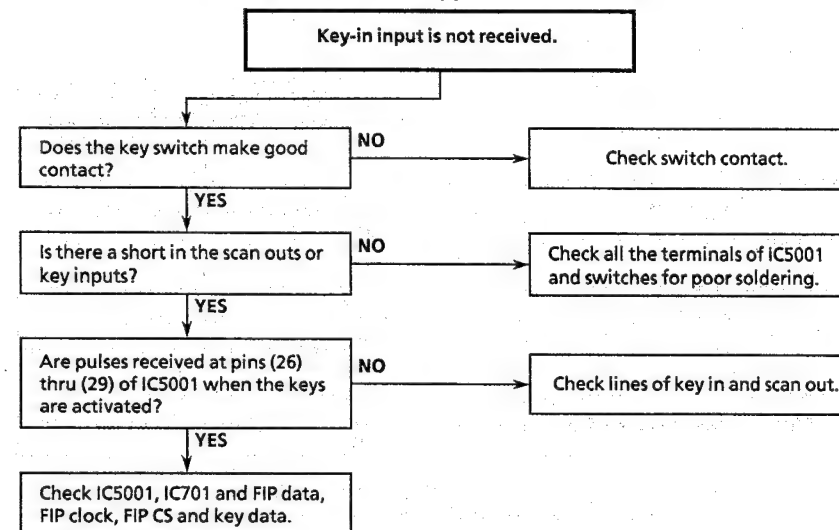 Key-in input is not received.
Does the key switch make good
contact?
NO
Check switch contact.
YES
Is there a short in the scan outs or
key inputs?
NO
Check all the terminals of IC5001
and switches for poor soldering.
YES
Are pulses received at pins (26)
thru (29) of IC5001 when the keys
are activated?
NO
Check lines of key in and scan out.
YES
Check IC5001, IC701 and FIP data,
FIP clock, FIP CS and key data.